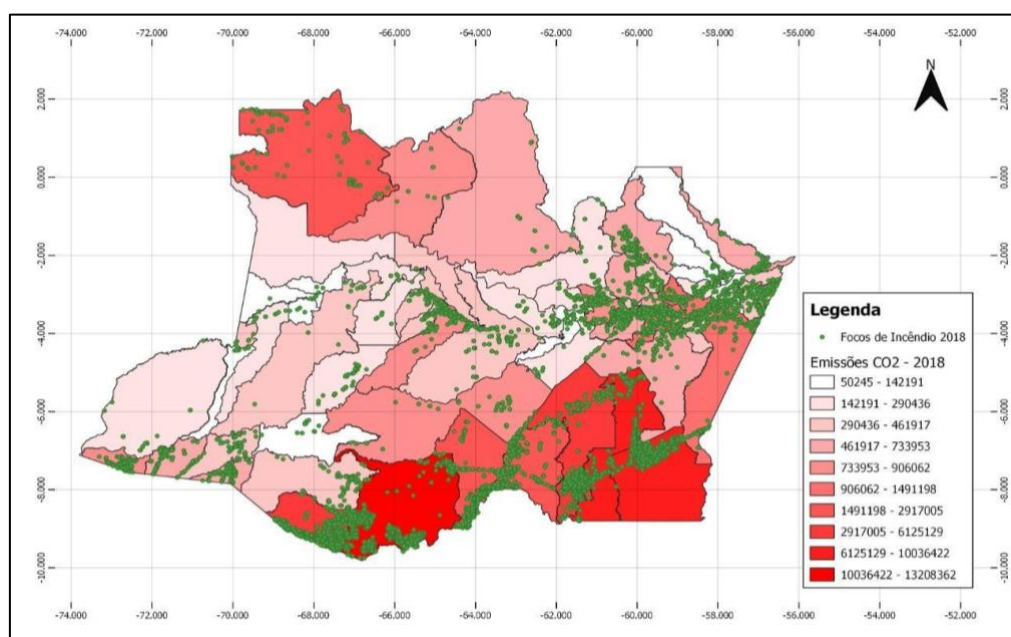 -74.000 -72.000 -70.000 -68.000 -66.000 -64.000 -62.000 -60.000 -58.000 -56.000 -54.000 -52.000
N
2.000 2.000
0.000 0.000
-2.000 -2.000
-4.000 -4.000
-6.000 -6.000
-8.000 -8.000
-10.000 -10.000
Legenda
Focos de Incêndio 2018
Emissões CO2 - 2018
50245 - 142191
142191 - 290436
290436 - 461917
461917 - 733953
733953 - 906062
906062 - 1491198
1491198 - 2917005
2917005 - 6125129
6125129 - 10036422
10036422 - 13208362
-74.000 -72.000 -70.000 -68.000 -66.000 -64.000 -62.000 -60.000 -58.000 -56.000 -54.000 -52.000